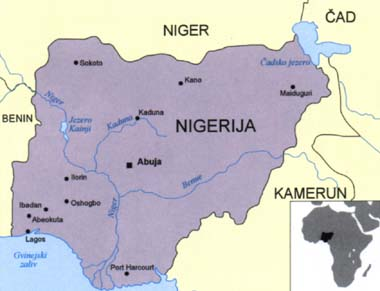 NIGER
ČAD
Sokoto
Čadsko jezero
Kano
Niger
Maiduguri
Kaduna
Kaduna
BENIN
Jezero
Kainji
NIGERIJA
Abuja
Ilorin
Benue
KAMERUN
Ibadan
Oshogbo
Abeokuta
Niger
Lagos
Gvinejski
zaliv
Port Harcourt